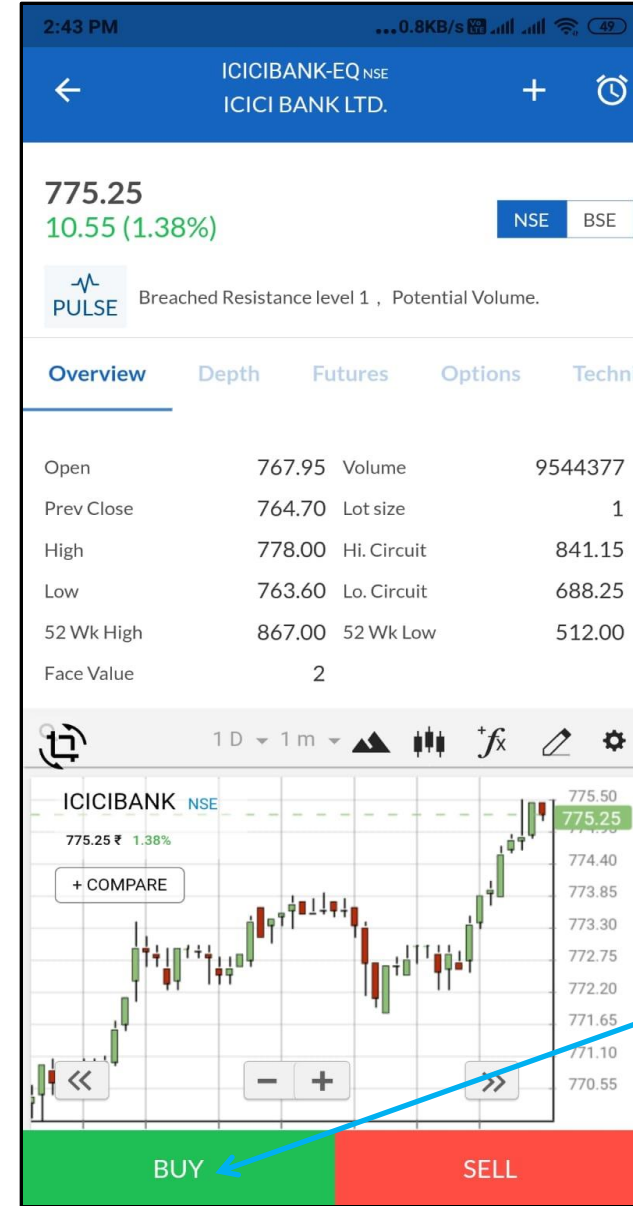 2:43 PM ...0.8KB/s Vo 49
ICICIBANK-EQ NSE
ICICI BANK LTD.
775.25
10.55 (1.38%)
NSE BSE
PULSE Breached Resistance level 1 , Potential Volume.
Overview Depth Futures Options Techn
Open 767.95 Volume 9544377
Prev Close 764.70 Lot size 1
High 778.00 Hi. Circuit 841.15
Low 763.60 Lo. Circuit 688.25
52 Wk High 867.00 52 Wk Low 512.00
Face Value 2
1 D 1 m +fx
ICICIBANK NSE
775.25 ₹ 1.38%
+ COMPARE
775.50
775.25
774.40
773.85
773.30
772.75
772.20
771.65
771.10
770.55
BUY SELL